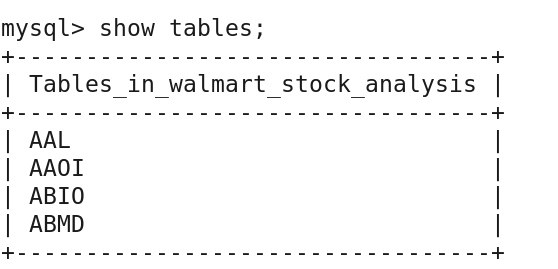 mysql> show tables;
+----------------------------------+
| Tables_in_walmart_stock_analysis |
+----------------------------------+
| AAL                              |
| AAOI                             |
| ABIO                             |
| ABMD                             |
+----------------------------------+